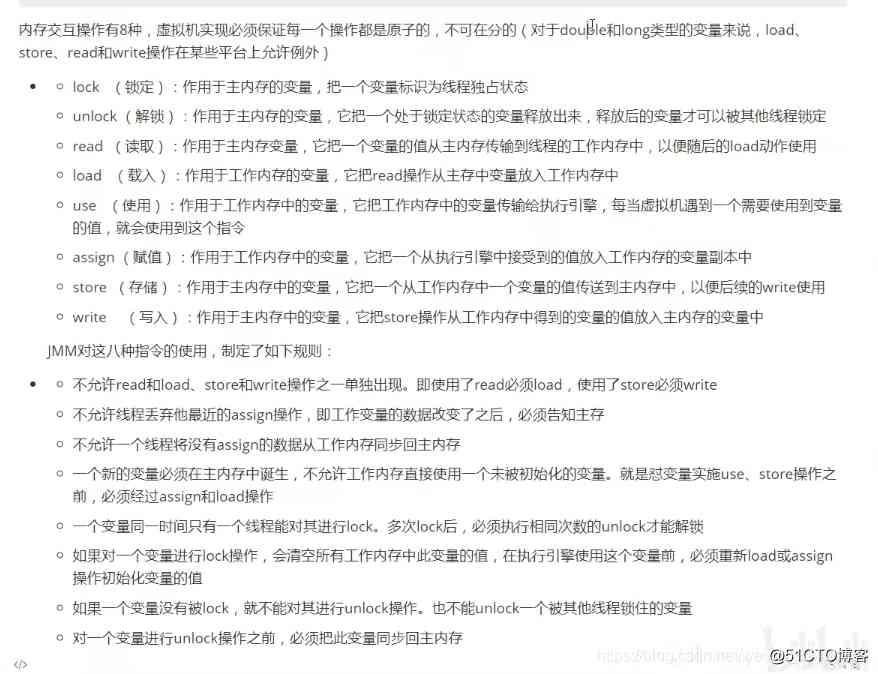 内存交互操作有8种，虚拟机实现必须保证每一个操作都是原子的，不可在分的（对于double和long类型的变量来说，load、
store、read和write操作在某些平台上允许例外）
lock （锁定）：作用于主内存的变量，把一个变量标识为线程独占状态
unlock（解锁）：作用于主内存的变量，它把一个处于锁定状态的变量释放出来，释放后的变量才可以被其他线程锁定
read （读取）：作用于主内存变量，它把一个变量的值从主内存传输到线程的工作内存中，以便随后的load动作使用
load （载入）：作用于工作内存的变量，它把read操作从主存中变量放入工作内存中
use （使用）：作用于工作内存中的变量，它把工作内存中的变量传输给执行引擎，每当虚拟机遇到一个需要使用到变量
的值，就会使用到这个指令
assign（赋值）：作用于工作内存中的变量，它把一个从执行引擎中接受到的值放入工作内存的变量副本中
store （存储）：作用于主内存中的变量，它把一个从工作内存中一个变量的值传送到主内存中，以便后续的write使用
write （写入）：作用于主内存中的变量，它把store操作从工作内存中得到的变量的值放入主内存的变量中
JMM对这八种指令的使用，制定了如下规则：
不允许read和load、store和write操作之一单独出现。即使用了read必须load，使用了store必须write
不允许线程丢弃他最近的assign操作，即工作变量的数据改变了之后，必须告知主存
不允许一个线程将没有assign的数据从工作内存同步回主内存
一个新的变量必须在主内存中诞生，不允许工作内存直接使用一个未被初始化的变量。就是怼变量实施use、store操作之
前，必须经过assign和load操作
一个变量同一时间只有一个线程能对其进行lock。多次lock后，必须执行相同次数的unlock才能解锁
如果对一个变量进行lock操作，会清空所有工作内存中此变量的值，在执行引擎使用这个变量前，必须重新load或assign
操作初始化变量的值
如果一个变量没有被lock，就不能对其进行unlock操作。也不能unlock一个被其他线程锁住的变量
对一个变量进行unlock操作之前，必须把此变量同步回主内存
</> @51CTO博客